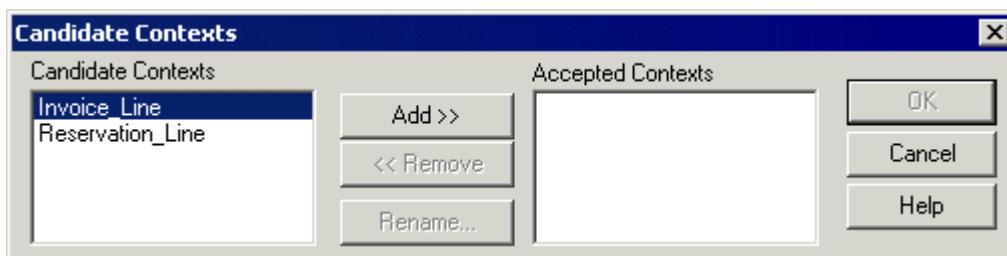 Candidate Contexts
Candidate Contexts
Invoice_Line
Reservation_Line
Add >>
<< Remove
Rename...
Accepted Contexts
OK
Cancel
Help